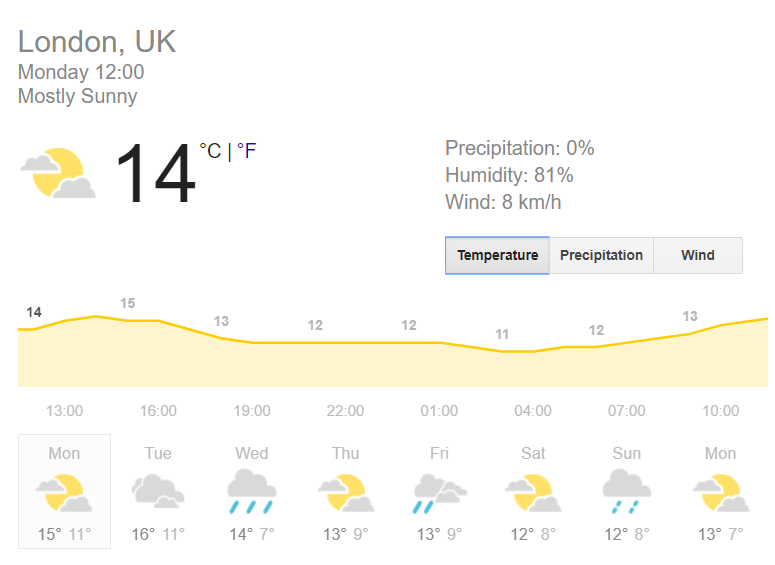 London, UK
Monday 12:00
Mostly Sunny
14 °C | °F
Precipitation: 0%
Humidity: 81%
Wind: 8 km/h
Temperature Precipitation Wind
14 15 13 12 12 11 12 13
13:00 16:00 19:00 22:00 01:00 04:00 07:00 10:00
Mon Tue Wed Thu Fri Sat Sun Mon
15° 11° 16° 11° 14° 7° 13° 9° 13° 9° 12° 8° 12° 8° 13° 7°